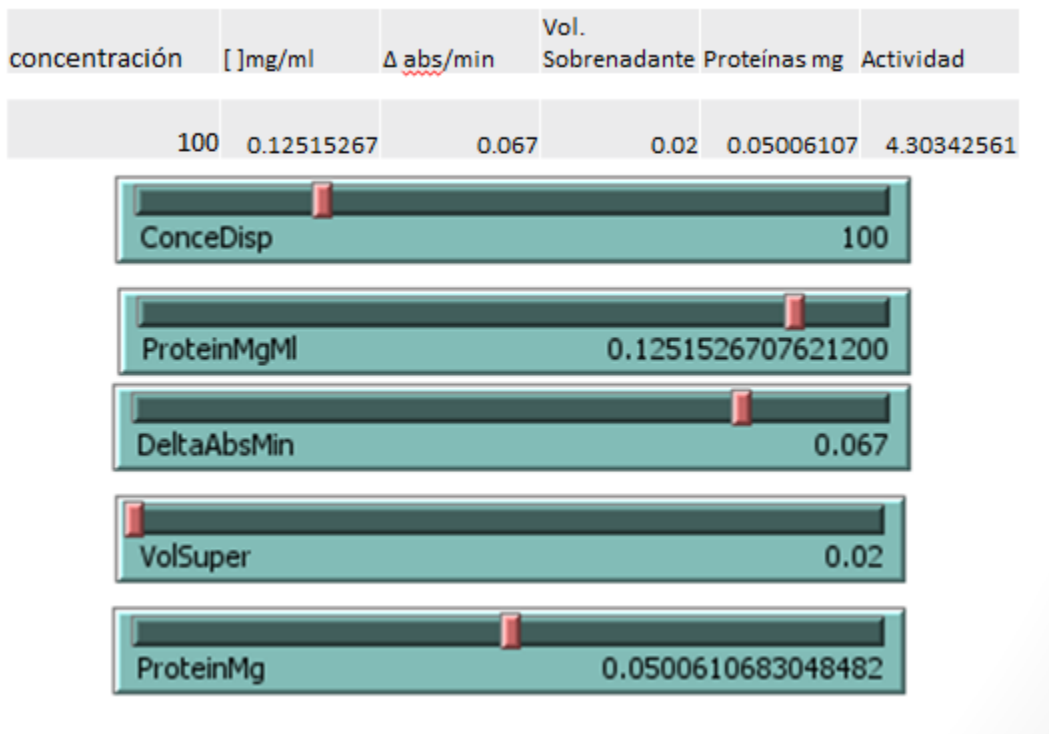 concentración [ ]mg/ml Δ abs/min Vol. Sobrenadante Proteínas mg Actividad
100 0.12515267 0.067 0.02 0.05006107 4.30342561
ConceDisp 100
ProteinMgMl 0.1251526707621200
DeltaAbsMin 0.067
VolSuper 0.02
ProteinMg 0.0500610683048482